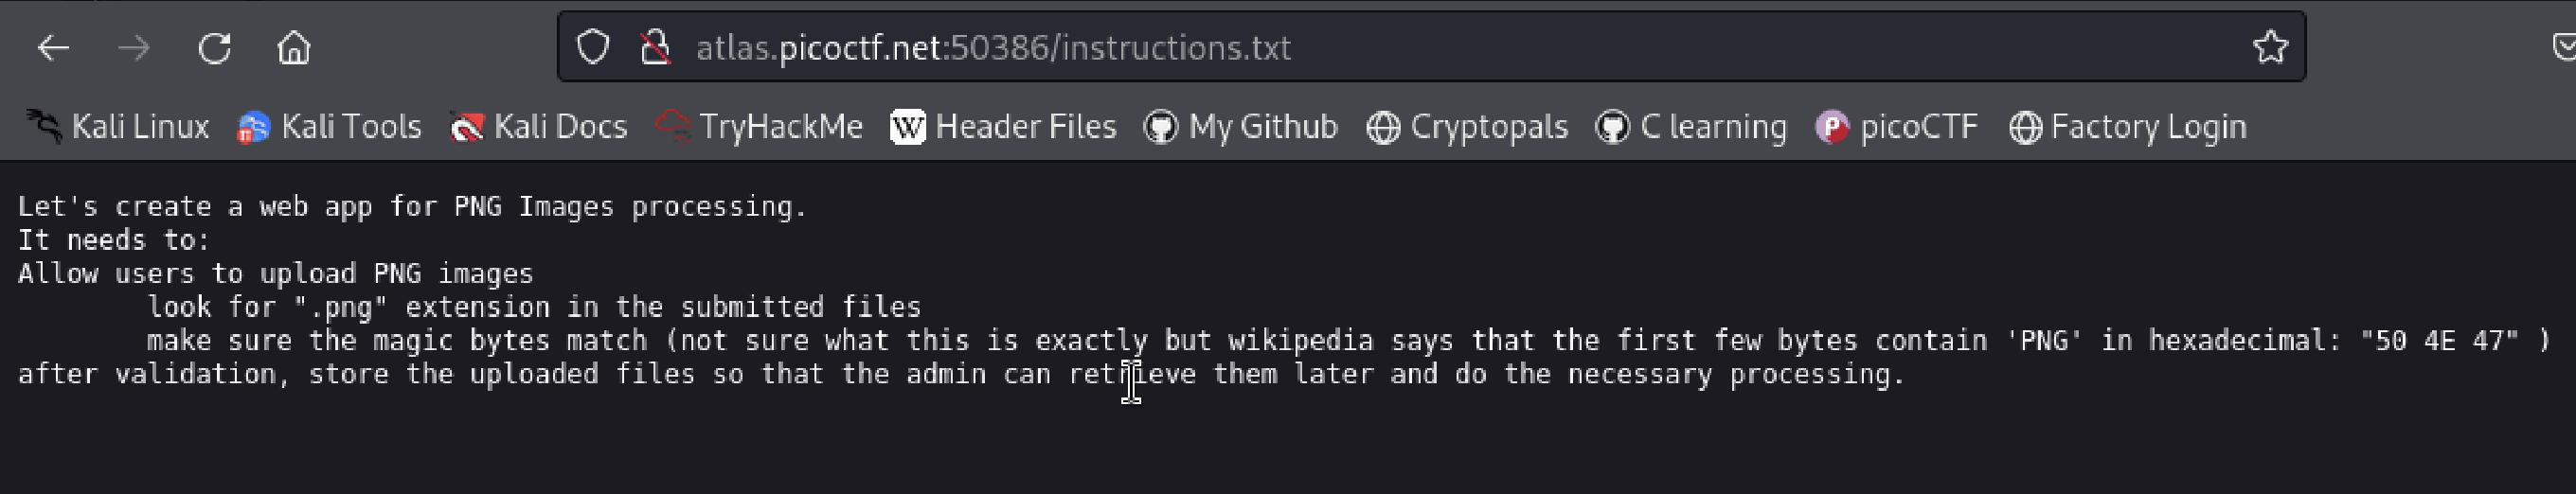 atlas.picoctf.net:50386/instructions.txt
Kali Linux Kali Tools Kali Docs TryHackMe W Header Files My Github Cryptopals C learning P picoCTF Factory Login
Let's create a web app for PNG Images processing.
It needs to:
Allow users to upload PNG images
look for ".png" extension in the submitted files
make sure the magic bytes match (not sure what this is exactly but wikipedia says that the first few bytes contain 'PNG' in hexadecimal: "50 4E 47" )
after validation, store the uploaded files so that the admin can retrieve them later and do the necessary processing.